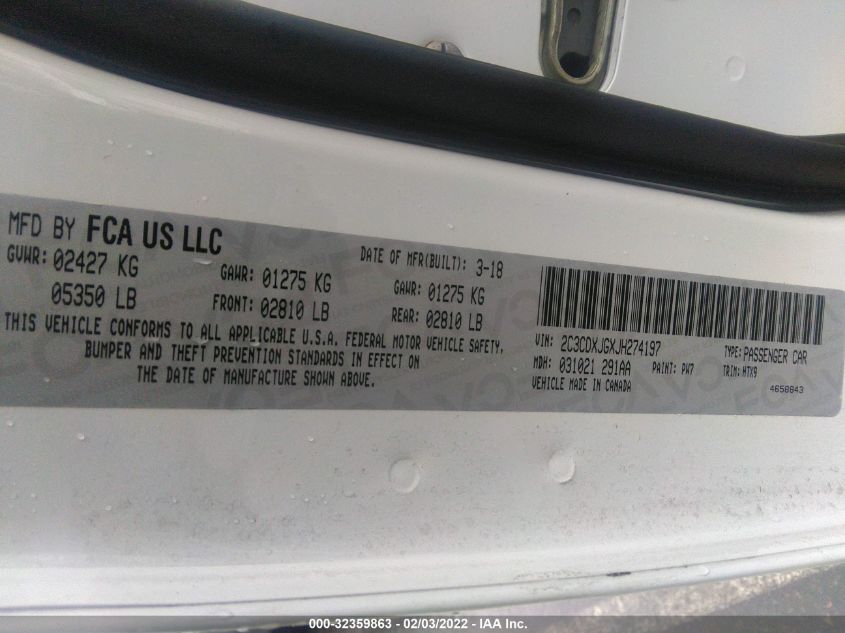 MFD BY FCA US LLC
DATE OF MFR(BUILT): 3-18
GVWR: 02427 KG
GAWR: 01275 KG
GAWR: 01275 KG
05350 LB
FRONT: 02810 LB
REAR: 02810 LB
THIS VEHICLE CONFORMS TO ALL APPLICABLE U.S.A. FEDERAL MOTOR VEHICLE SAFETY,
BUMPER AND THEFT PREVENTION STANDARDS IN EFFECT ON
THE DATE OF MANUFACTURE SHOWN ABOVE.
VIN: 2C3CDXJGXJH274197
TYPE: PASSENGER CAR
MDH: 031021 291AA
PAINT: PW7
TRIM: HTK9
VEHICLE MADE IN CANADA
4658843
000-32359863 - 02/03/2022 - IAA Inc.